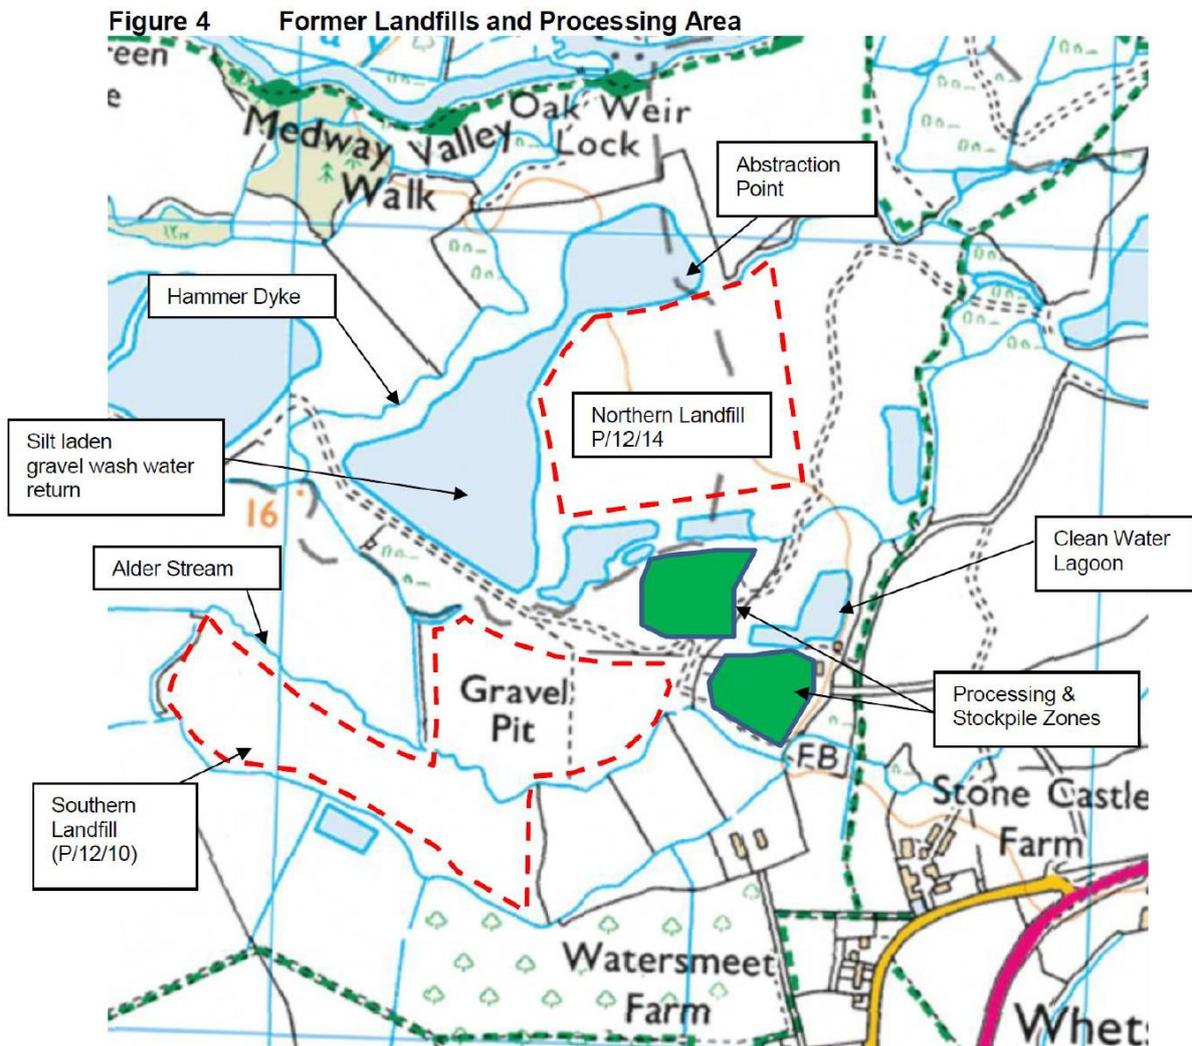 Figure 4 Former Landfills and Processing Area
een
e
Medway Valley
Walk
Oak Weir
Lock
Abstraction
Point
Hammer Dyke
Northern Landfill
P/12/14
Silt laden
gravel wash water
return
16
Clean Water
Lagoon
Alder Stream
Gravel
Pit
Processing &
Stockpile Zones
FB
Southern
Landfill
(P/12/10)
Stone Castle
Farm
Watersmeet
Farm
Whets